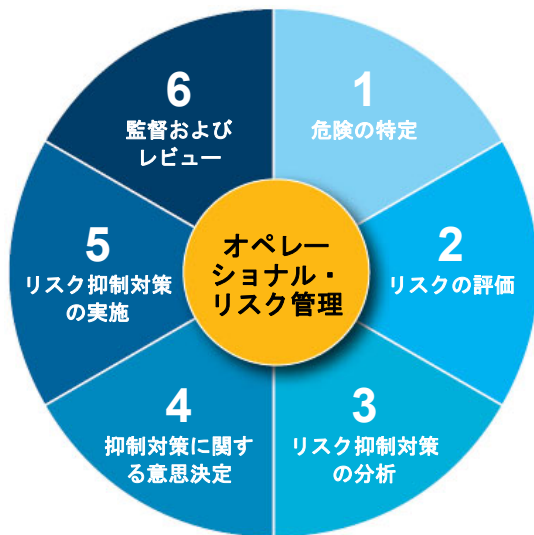 1
危険の特定
2
リスクの評価
3
リスク抑制対策
の分析
4
抑制対策に関す
る意思決定
5
リスク抑制対策
の実施
6
監督および
レビュー
オペレー
ショナル・
リスク管理